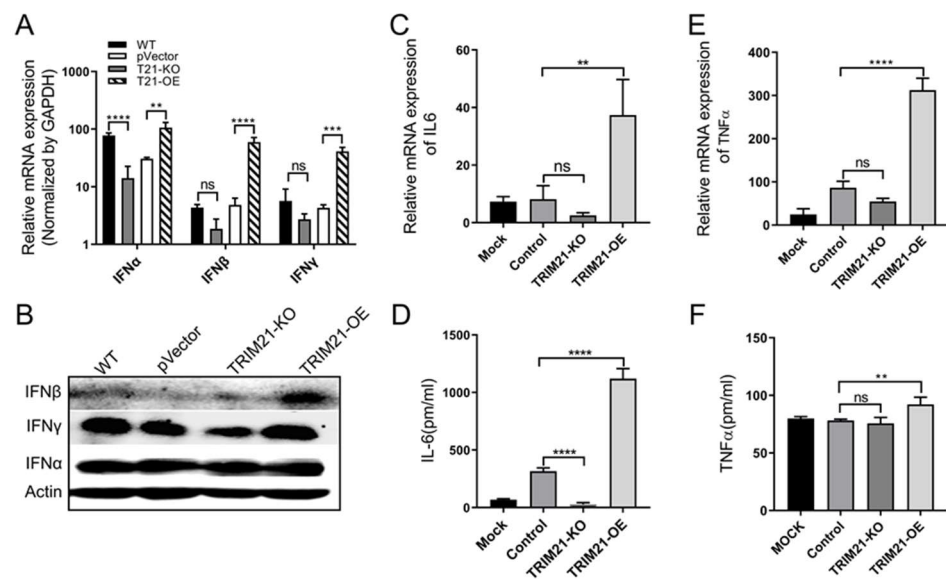 A
WT
pVector
T21-KO
T21-OE
Relative mRNA expression
(Normalized by GAPDH)
1000
100
10
1
****
**
ns
****
ns
***
IFNα
IFNβ
IFNγ
B
WT
pVector
TRIM21-KO
TRIM21-OE
IFNβ
IFNγ
IFNα
Actin
C
Relative mRNA expression
of IL6
60
40
20
0
**
ns
Mock
Control
TRIM21-KO
TRIM21-OE
D
IL-6(pm/ml)
1500
1000
500
0
****
****
Mock
Control
TRIM21-KO
TRIM21-OE
E
Relative mRNA expression
of TNFα
400
300
200
100
0
****
ns
Mock
Control
TRIM21-KO
TRIM21-OE
F
TNFα(pm/ml)
150
100
50
0
**
ns
MOCK
Control
TRIM21-KO
TRIM21-OE